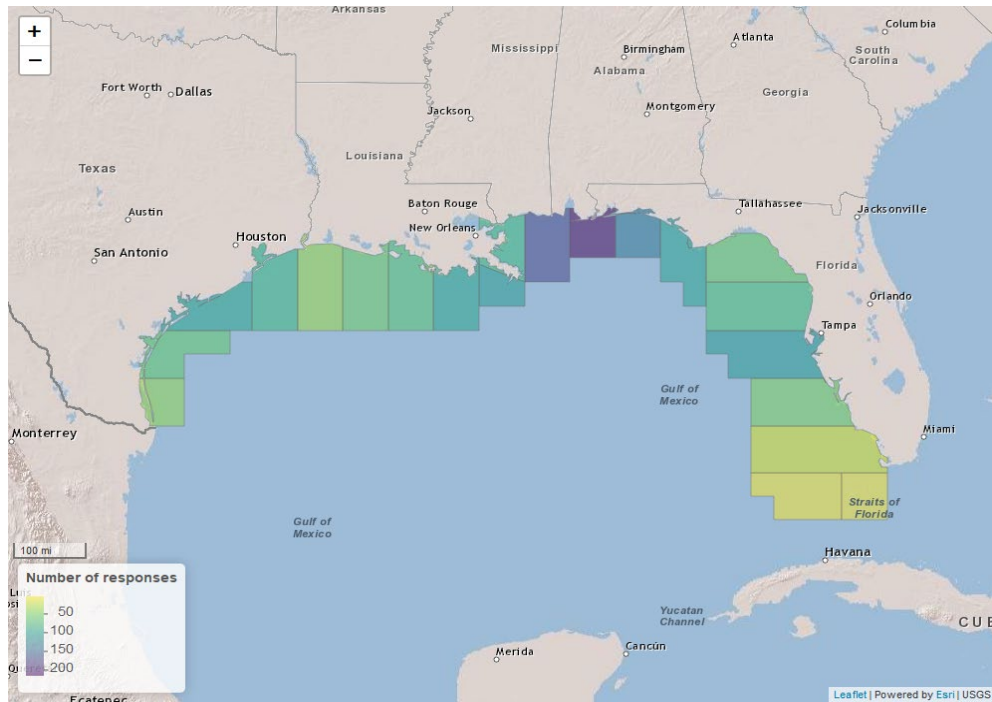 Arkansas
+
−
Columbia
Atlanta
Mississippi
Birmingham
South
Carolina
Alabama
Fort Worth
Dallas
Georgia
Montgomery
Jackson
Louisiana
Texas
Baton Rouge
Tallahassee
Jacksonville
Austin
New Orleans
Houston
San Antonio
Florida
Orlando
Tampa
Gulf of
Mexico
Miami
Monterrey
Straits of
Florida
Gulf of
Mexico
100 mi
Havana
Number of responses
50
100
150
200
Yucatan
Channel
Cancún
Merida
Leaflet | Powered by Esri | USGS